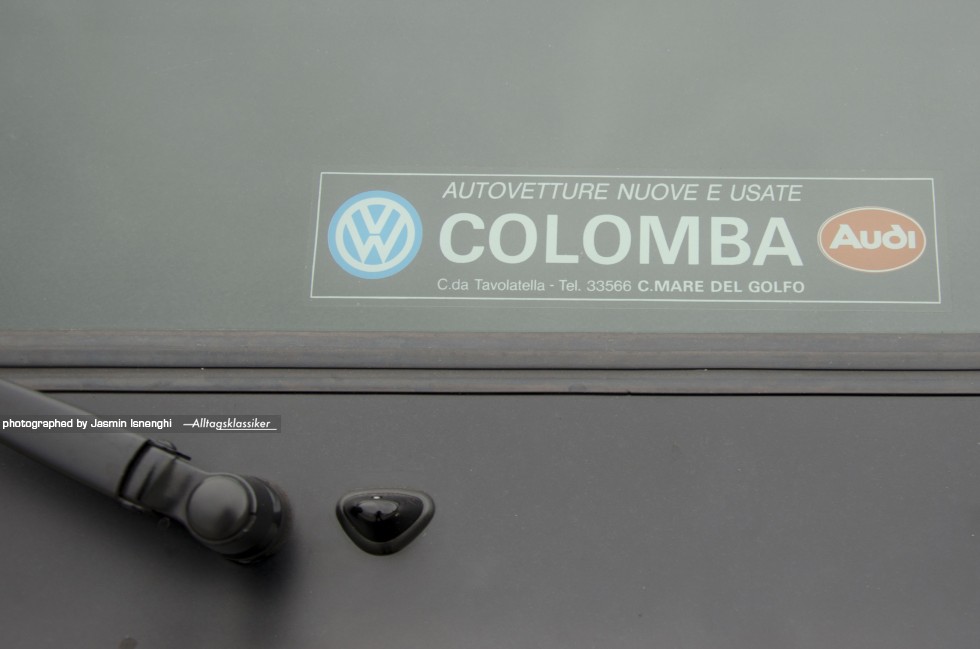 AUTOVETTURE NUOVE E USATE
VW
COLOMBA
Audi
C.da Tavolatella - Tel. 33566 C.MARE DEL GOLFO
photographed by Jasmin Isnenghi —Alltagsklassiker